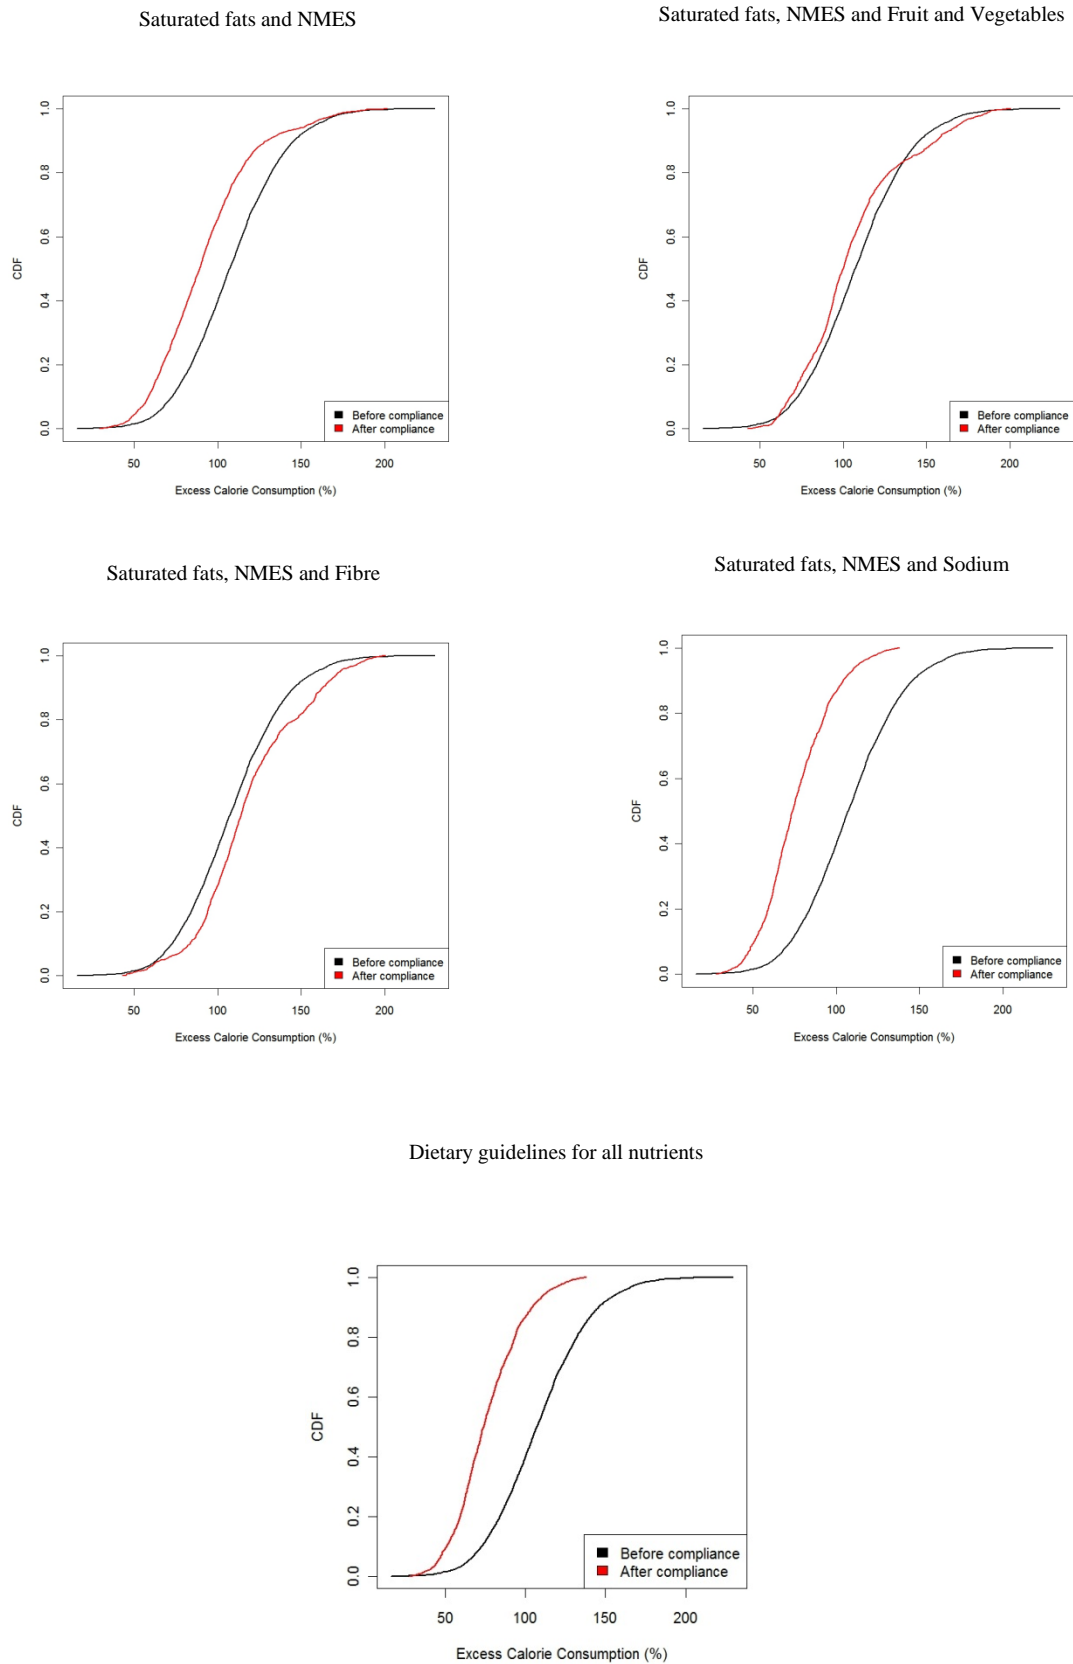 Saturated fats and NMES
CDF
0.0 0.2 0.4 0.6 0.8 1.0
50 100 150 200
Excess Calorie Consumption (%)
Before compliance
After compliance
Saturated fats, NMES and Fruit and Vegetables
CDF
0.0 0.2 0.4 0.6 0.8 1.0
50 100 150 200
Excess Calorie Consumption (%)
Before compliance
After compliance
Saturated fats, NMES and Fibre
CDF
0.0 0.2 0.4 0.6 0.8 1.0
50 100 150 200
Excess Calorie Consumption (%)
Before compliance
After compliance
Saturated fats, NMES and Sodium
CDF
0.0 0.2 0.4 0.6 0.8 1.0
50 100 150 200
Excess Calorie Consumption (%)
Before compliance
After compliance
Dietary guidelines for all nutrients
CDF
0.0 0.2 0.4 0.6 0.8 1.0
50 100 150 200
Excess Calorie Consumption (%)
Before compliance
After compliance